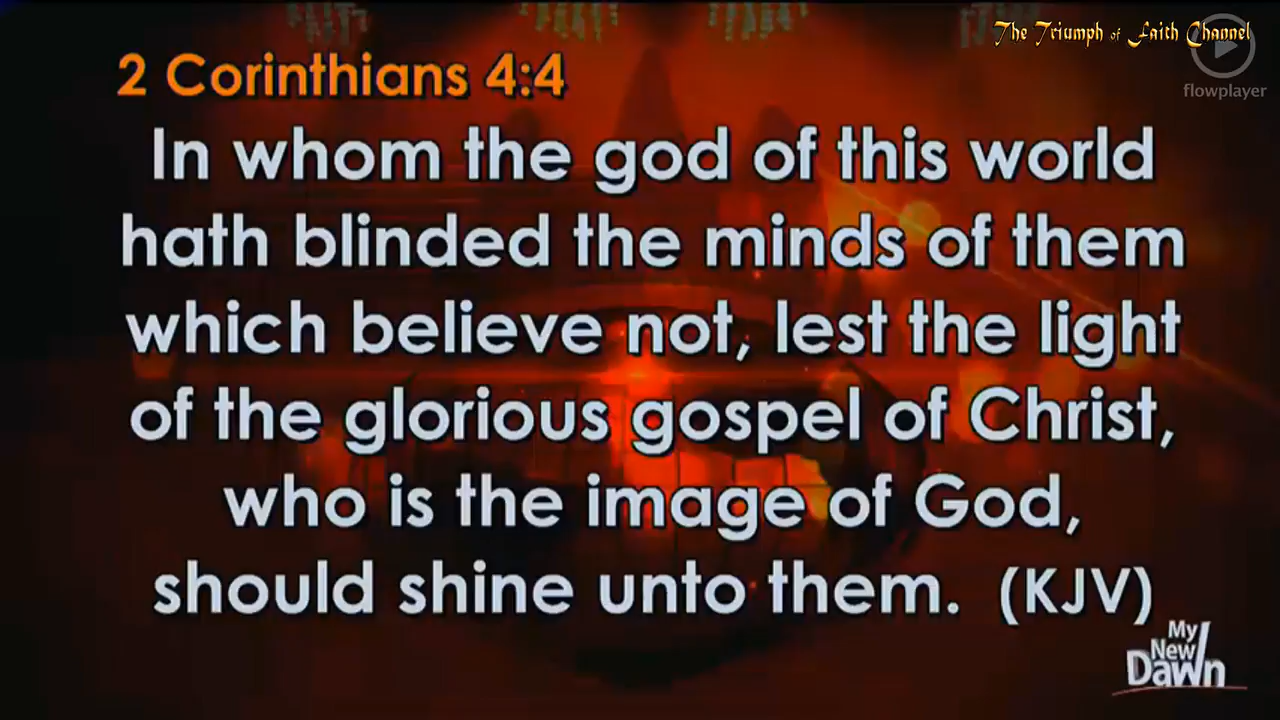 The Triumph of Faith Channel
flowplayer
2 Corinthians 4:4
In whom the god of this world
hath blinded the minds of them
which believe not, lest the light
of the glorious gospel of Christ,
who is the image of God,
should shine unto them. (KJV)
My
New
Dawn